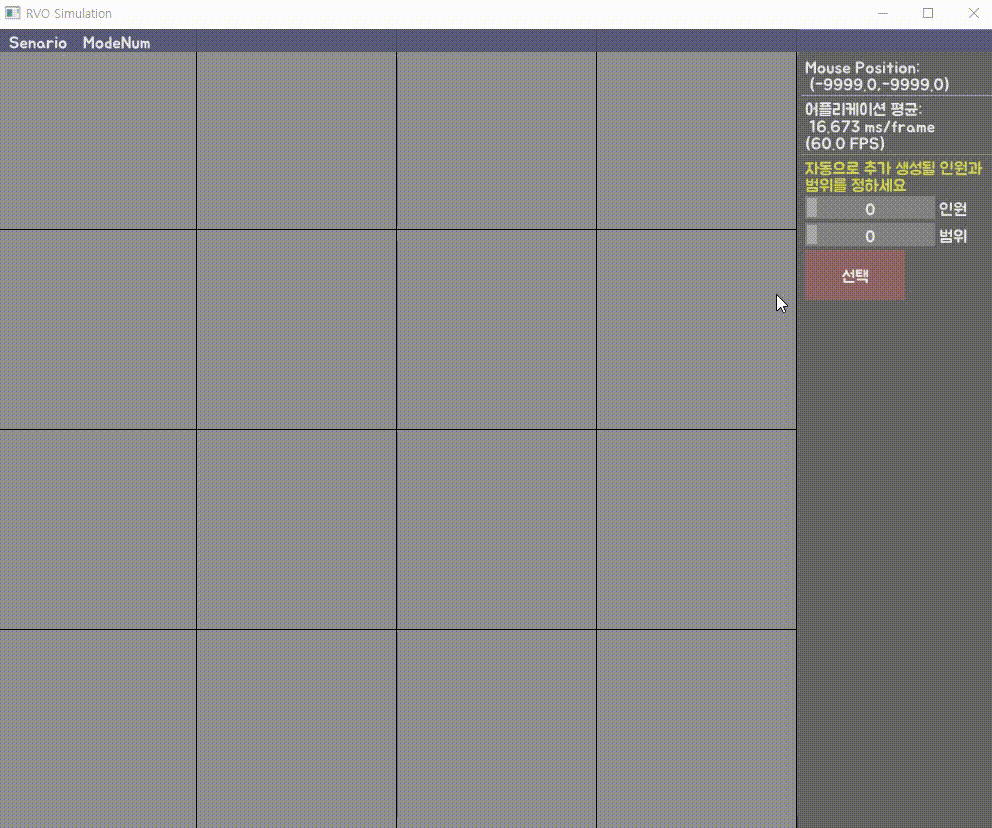 RVO Simulation
Senario ModeNum
Mouse Position:
(-9999.0,-9999.0)
어플리케이션 평균:
16.673 ms/frame
(60.0 FPS)
자동으로 추가 생성될 인원과
범위를 정하세요
0 인원
0 범위
선택